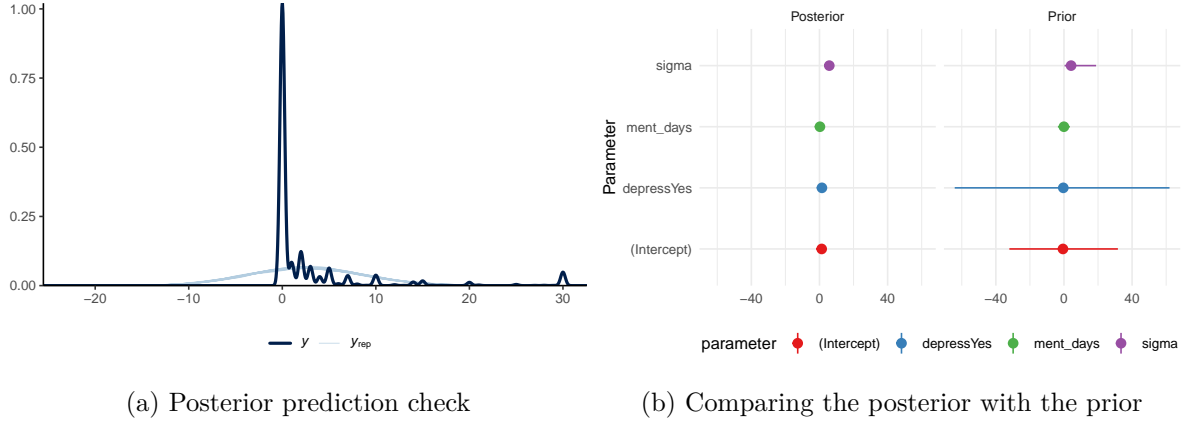 1.00
0.75
0.50
0.25
0.00
−20
−10
0
10
20
30
y
yrep
(a) Posterior prediction check
Posterior
Prior
Parameter
sigma
ment_days
depressYes
(Intercept)
−40
0
40
−40
0
40
parameter
(Intercept)
depressYes
ment_days
sigma
(b) Comparing the posterior with the prior